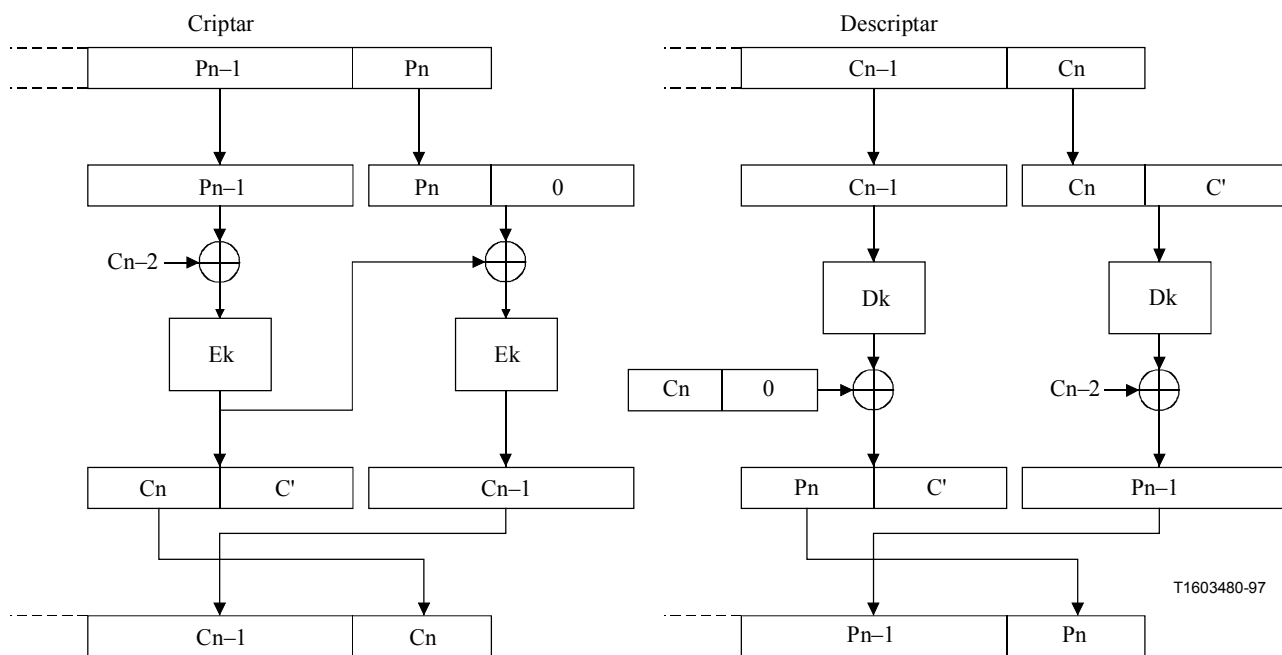 Criptar
Descriptar
Pn–1 Pn
Cn–1 Cn
Pn–1 Pn 0
Cn–1 Cn C'
Cn–2
Dk Dk
Ek Ek
Cn 0
Cn–2
Cn C' Cn–1
Pn C' Pn–1
T1603480-97
Cn–1 Cn
Pn–1 Pn